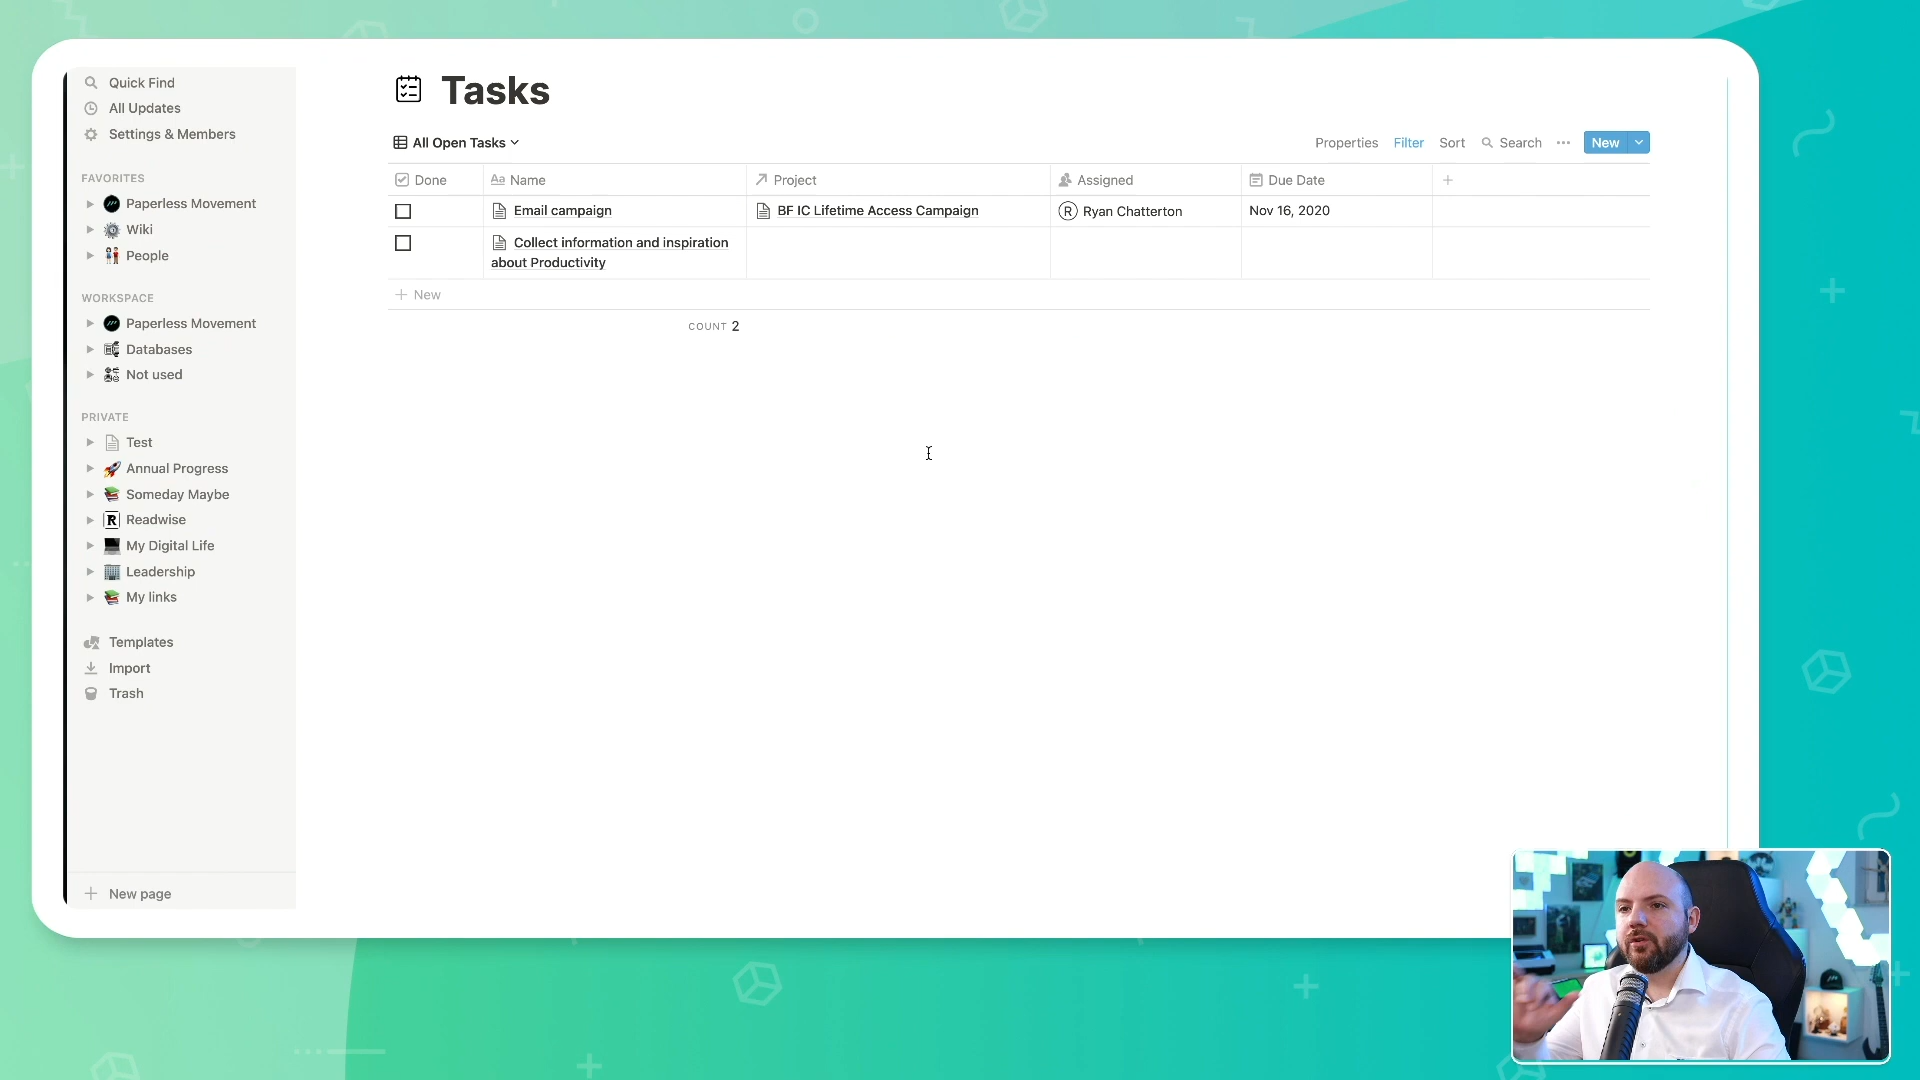 Quick Find
All Updates
Settings & Members
FAVORITES
Paperless Movement
Wiki
People
WORKSPACE
Paperless Movement
Databases
Not used
PRIVATE
Test
Annual Progress
Someday Maybe
Readwise
My Digital Life
Leadership
My links
Templates
Import
Trash
New page
Tasks
All Open Tasks
Properties Filter Sort Search ... New
Done Aa Name Project Assigned Due Date +
Email campaign BF IC Lifetime Access Campaign R Ryan Chatterton Nov 16, 2020
Collect information and inspiration
about Productivity
+ New
COUNT 2